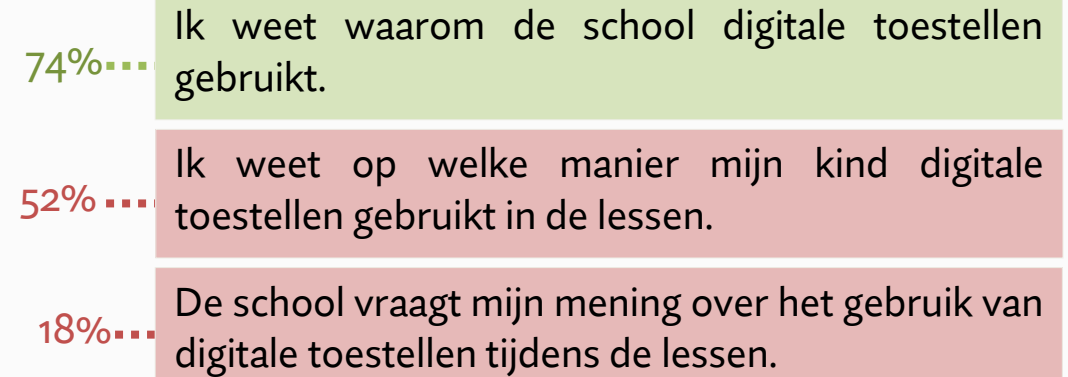 74%
Ik weet waarom de school digitale toestellen
gebruikt.
52%
Ik weet op welke manier mijn kind digitale
toestellen gebruikt in de lessen.
18%
De school vraagt mijn mening over het gebruik van
digitale toestellen tijdens de lessen.